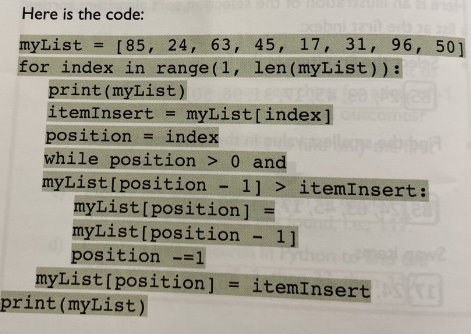 Here is the code:
myList = [85, 24, 63, 45, 17, 31, 96, 50]
for index in range(1, len(myList)):
print(myList)
itemInsert = myList[index]
position = index
while position > 0 and
myList[position - 1] > itemInsert:
myList[position] =
myList[position - 1]
position -=1
myList[position] = itemInsert
print(myList)